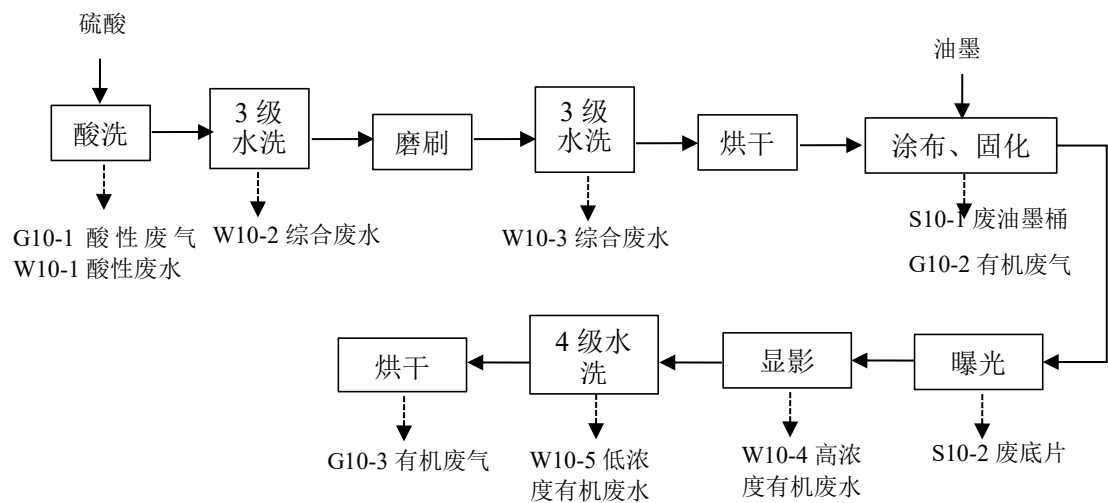 硫酸
油墨
酸洗
3 级
水洗
磨刷
3 级
水洗
烘干
涂布、固化
G10-1 酸性废气
W10-1 酸性废水
W10-2 综合废水
W10-3 综合废水
S10-1 废油墨桶
G10-2 有机废气
烘干
4 级水
洗
显影
曝光
G10-3 有机废气
W10-5 低浓
度有机废水
W10-4 高浓
度有机废水
S10-2 废底片